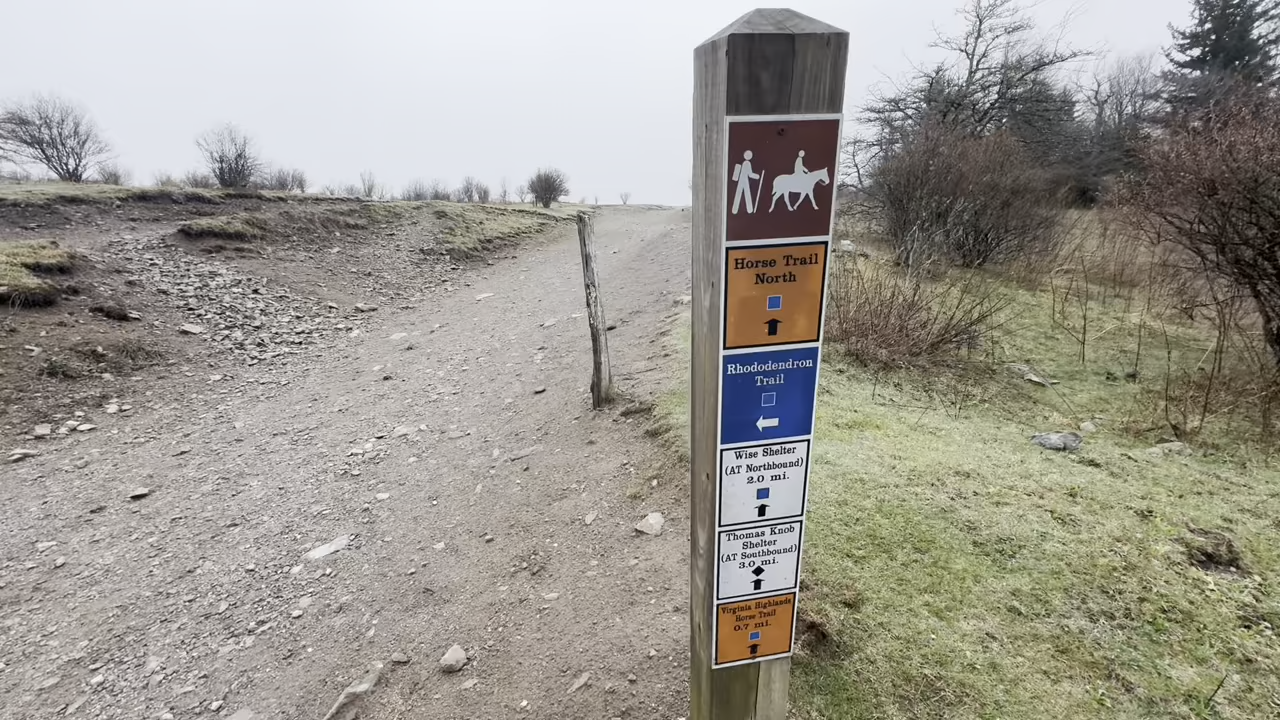 Horse Trail
North
Rhododendron
Trail
Wise Shelter
(AT Northbound)
2.0 mi.
Thomas Knob
Shelter
(AT Southbound)
3.0 mi.
Virginia Highlands
Horse Trail
0.7 mi.